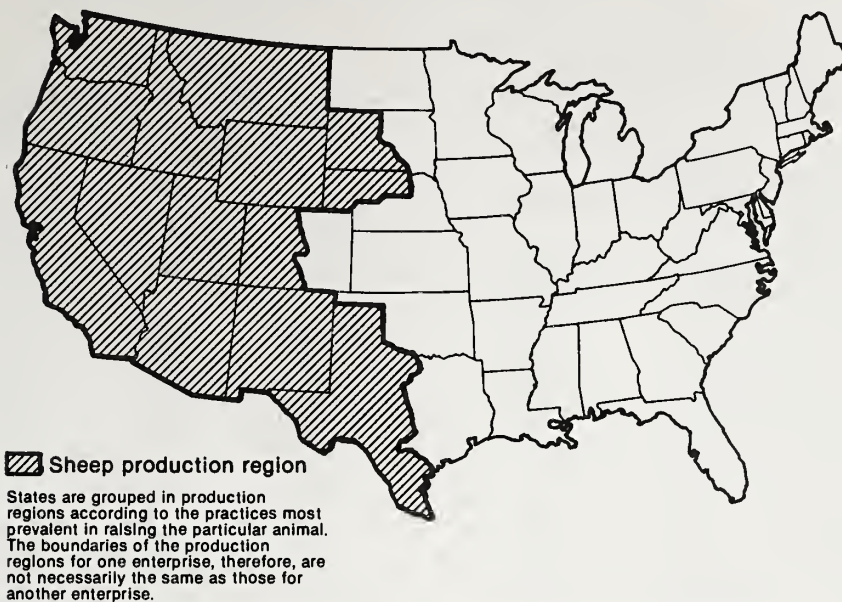 Sheep production region
States are grouped in production
regions according to the practices most
prevalent in raising the particular animal.
The boundaries of the production
regions for one enterprise, therefore, are
not necessarily the same as those for
another enterprise.